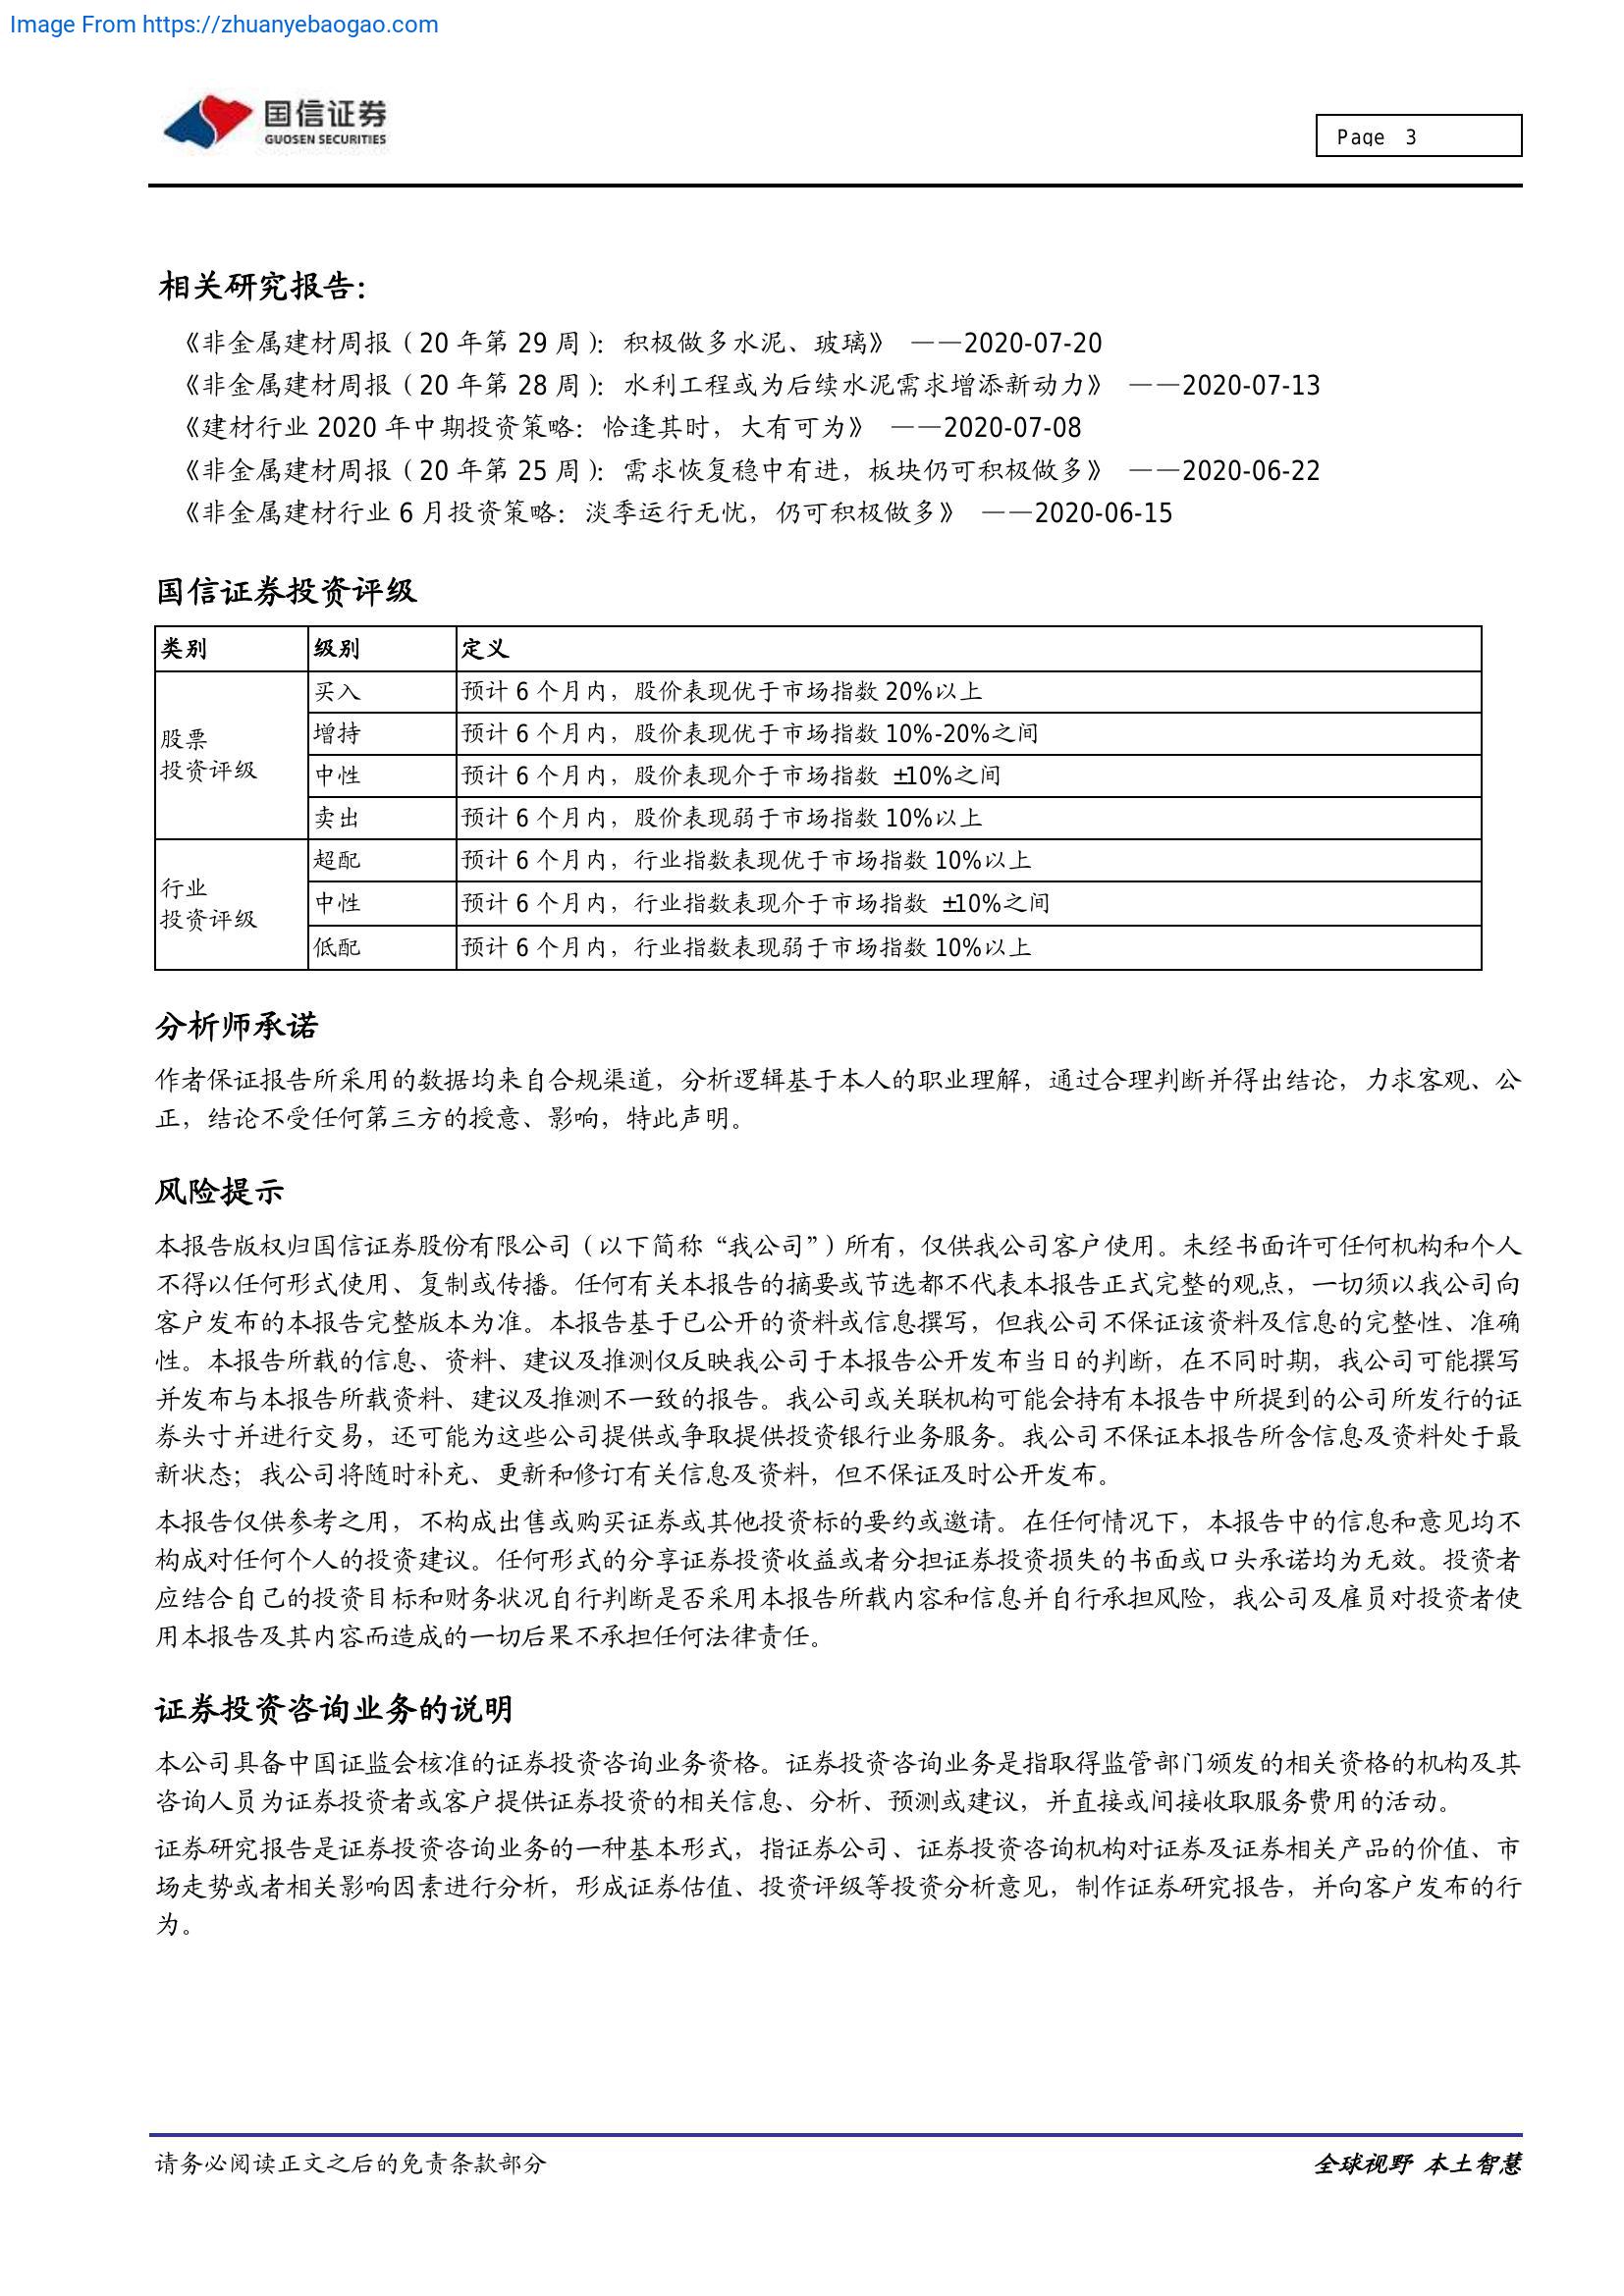 Image From https://zhuanyebaogao.com
国信证券
GUOSEN SECURITIES
Page 3
相关研究报告：
《非金属建材周报（20 年第 29 周）：积极做多水泥、玻璃》 ——2020-07-20
《非金属建材周报（20 年第 28 周）：水利工程或为后续水泥需求增添新动力》 ——2020-07-13
《建材行业 2020 年中期投资策略：恰逢其时，大有可为》 ——2020-07-08
《非金属建材周报（20 年第 25 周）：需求恢复稳中有进，板块仍可积极做多》 ——2020-06-22
《非金属建材行业 6 月投资策略：淡季运行无忧，仍可积极做多》 ——2020-06-15
国信证券投资评级
类别 级别 定义
股票
投资评级
买入 预计 6 个月内，股价表现优于市场指数 20%以上
增持 预计 6 个月内，股价表现优于市场指数 10%-20%之间
中性 预计 6 个月内，股价表现介于市场指数 ±10%之间
卖出 预计 6 个月内，股价表现弱于市场指数 10%以上
行业
投资评级
超配 预计 6 个月内，行业指数表现优于市场指数 10%以上
中性 预计 6 个月内，行业指数表现介于市场指数 ±10%之间
低配 预计 6 个月内，行业指数表现弱于市场指数 10%以上
分析师承诺
作者保证报告所采用的数据均来自合规渠道，分析逻辑基于本人的职业理解，通过合理判断并得出结论，力求客观、公
正，结论不受任何第三方的授意、影响，特此声明。
风险提示
本报告版权归国信证券股份有限公司（以下简称“我公司”）所有，仅供我公司客户使用。未经书面许可任何机构和个人
不得以任何形式使用、复制或传播。任何有关本报告的摘要或节选都不代表本报告正式完整的观点，一切须以我公司向
客户发布的本报告完整版本为准。本报告基于已公开的资料或信息撰写，但我公司不保证该资料及信息的完整性、准确
性。本报告所载的信息、资料、建议及推测仅反映我公司于本报告公开发布当日的判断，在不同时期，我公司可能撰写
并发布与本报告所载资料、建议及推测不一致的报告。我公司或关联机构可能会持有本报告中所提到的公司所发行的证
券头寸并进行交易，还可能为这些公司提供或争取提供投资银行业务服务。我公司不保证本报告所含信息及资料处于最
新状态；我公司将随时补充、更新和修订有关信息及资料，但不保证及时公开发布。
本报告仅供参考之用，不构成出售或购买证券或其他投资标的要约或邀请。在任何情况下，本报告中的信息和意见均不
构成对任何个人的投资建议。任何形式的分享证券投资收益或者分担证券投资损失的书面或口头承诺均为无效。投资者
应结合自己的投资目标和财务状况自行判断是否采用本报告所载内容和信息并自行承担风险，我公司及雇员对投资者使
用本报告及其内容而造成的一切后果不承担任何法律责任。
证券投资咨询业务的说明
本公司具备中国证监会核准的证券投资咨询业务资格。证券投资咨询业务是指取得监管部门颁发的相关资格的机构及其
咨询人员为证券投资者或客户提供证券投资的相关信息、分析、预测或建议，并直接或间接收取服务费用的活动。
证券研究报告是证券投资咨询业务的一种基本形式，指证券公司、证券投资咨询机构对证券及证券相关产品的价值、市
场走势或者相关影响因素进行分析，形成证券估值、投资评级等投资分析意见，制作证券研究报告，并向客户发布的行
为。
请务必阅读正文之后的免责条款部分
全球视野 本土智慧